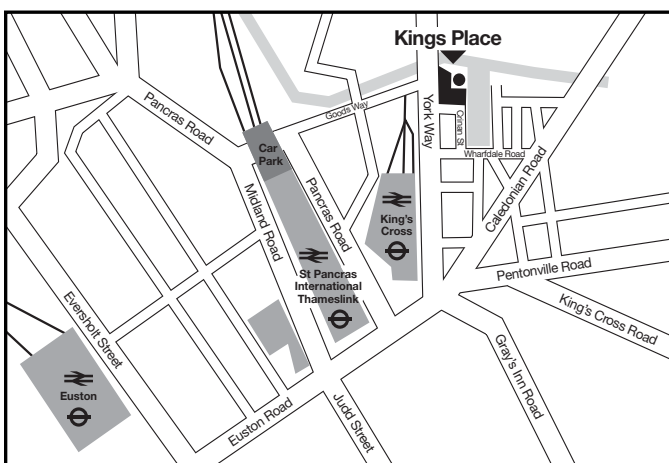 Kings Place
Pancras Road
Goods Way
York Way
Crinan St
Wharfdale Road
Caledonian Road
Car
Park
Midland Road
Pancras Road
King's
Cross
St Pancras
International
Thameslink
Pentonville Road
King's Cross Road
Eversholt Street
Gray's Inn Road
Euston
Euston Road
Judd Street